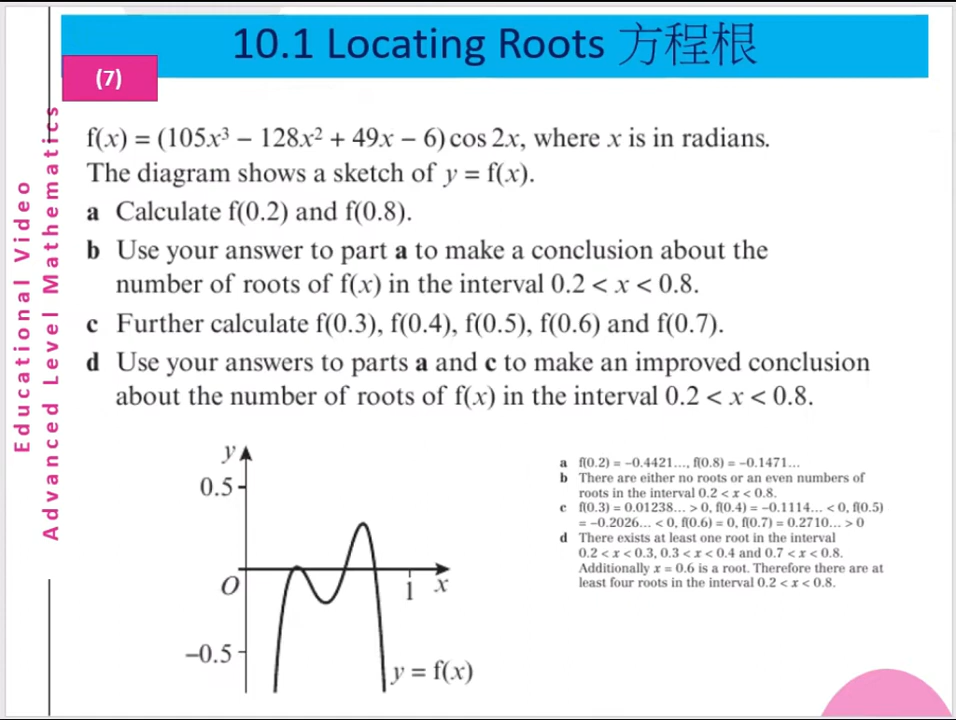 10.1 Locating Roots 方程根
(7)
Educational Video
Advanced Level Mathematics
f(x) = (105x³ − 128x² + 49x − 6) cos 2x, where x is in radians.
The diagram shows a sketch of y = f(x).
a Calculate f(0.2) and f(0.8).
b Use your answer to part a to make a conclusion about the
number of roots of f(x) in the interval 0.2 < x < 0.8.
c Further calculate f(0.3), f(0.4), f(0.5), f(0.6) and f(0.7).
d Use your answers to parts a and c to make an improved conclusion
about the number of roots of f(x) in the interval 0.2 < x < 0.8.
y
0.5
O
1
x
−0.5
y = f(x)
a f(0.2) = −0.4421…, f(0.8) = −0.1471…
b There are either no roots or an even numbers of
roots in the interval 0.2 < x < 0.8.
c f(0.3) = 0.01238… > 0, f(0.4) = −0.1114… < 0, f(0.5)
= −0.2026… < 0, f(0.6) = 0, f(0.7) = 0.2710… > 0
d There exists at least one root in the interval
0.2 < x < 0.3, 0.3 < x < 0.4 and 0.7 < x < 0.8.
Additionally x = 0.6 is a root. Therefore there are at
least four roots in the interval 0.2 < x < 0.8.